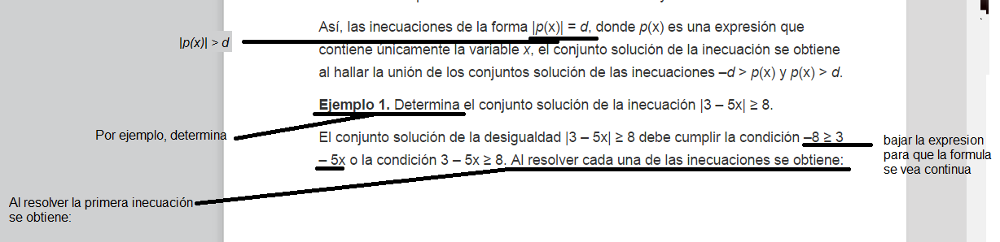 Así, las inecuaciones de la forma |p(x)| = d, donde p(x) es una expresión que
|p(x)| > d
contiene únicamente la variable x, el conjunto solución de la inecuación se obtiene
al hallar la unión de los conjuntos solución de las inecuaciones –d > p(x) y p(x) > d.
Ejemplo 1. Determina el conjunto solución de la inecuación |3 – 5x| ≥ 8.
Por ejemplo, determina
El conjunto solución de la desigualdad |3 – 5x| ≥ 8 debe cumplir la condición –8 ≥ 3
– 5x o la condición 3 – 5x ≥ 8. Al resolver cada una de las inecuaciones se obtiene:
bajar la expresion
para que la formula
se vea continua
Al resolver la primera inecuación
se obtiene: